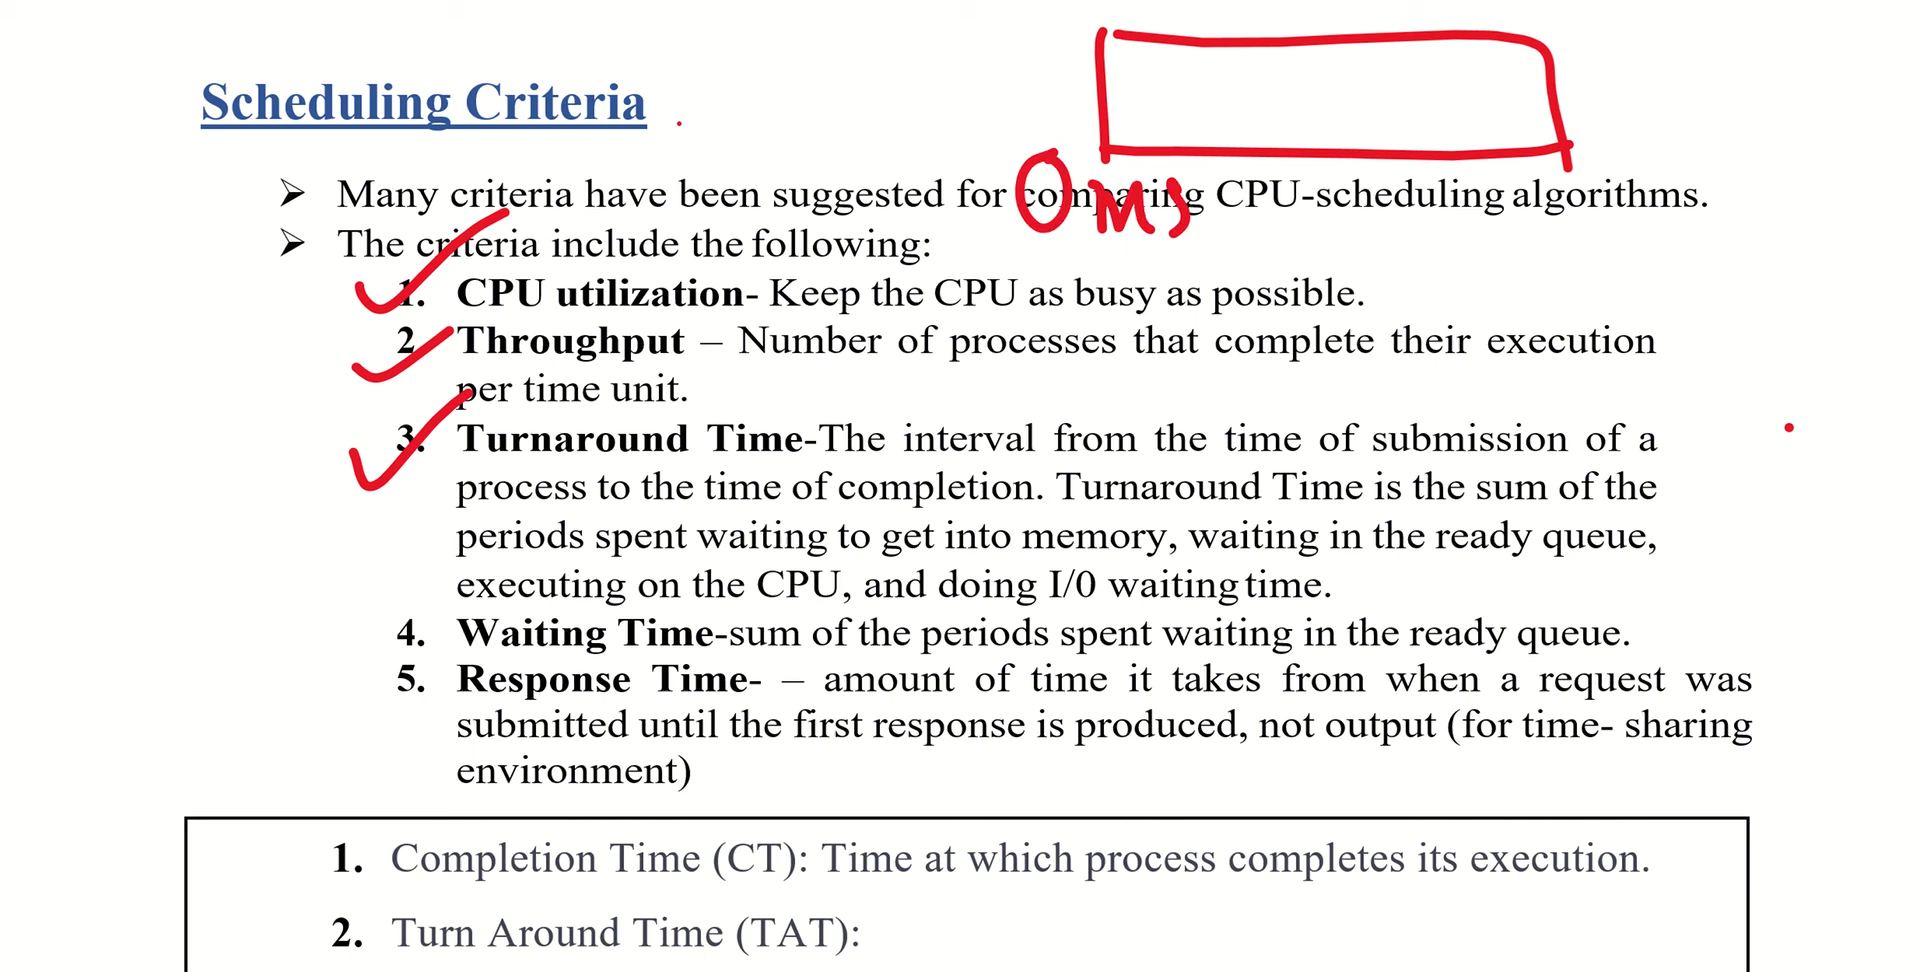 Scheduling Criteria
➢ Many criteria have been suggested for comparing CPU-scheduling algorithms.
0 ms
➢ The criteria include the following:
1. CPU utilization- Keep the CPU as busy as possible.
2 Throughput – Number of processes that complete their execution
per time unit.
3. Turnaround Time-The interval from the time of submission of a
process to the time of completion. Turnaround Time is the sum of the
periods spent waiting to get into memory, waiting in the ready queue,
executing on the CPU, and doing I/0 waiting time.
4. Waiting Time-sum of the periods spent waiting in the ready queue.
5. Response Time- – amount of time it takes from when a request was
submitted until the first response is produced, not output (for time- sharing
environment)
1. Completion Time (CT): Time at which process completes its execution.
2. Turn Around Time (TAT):